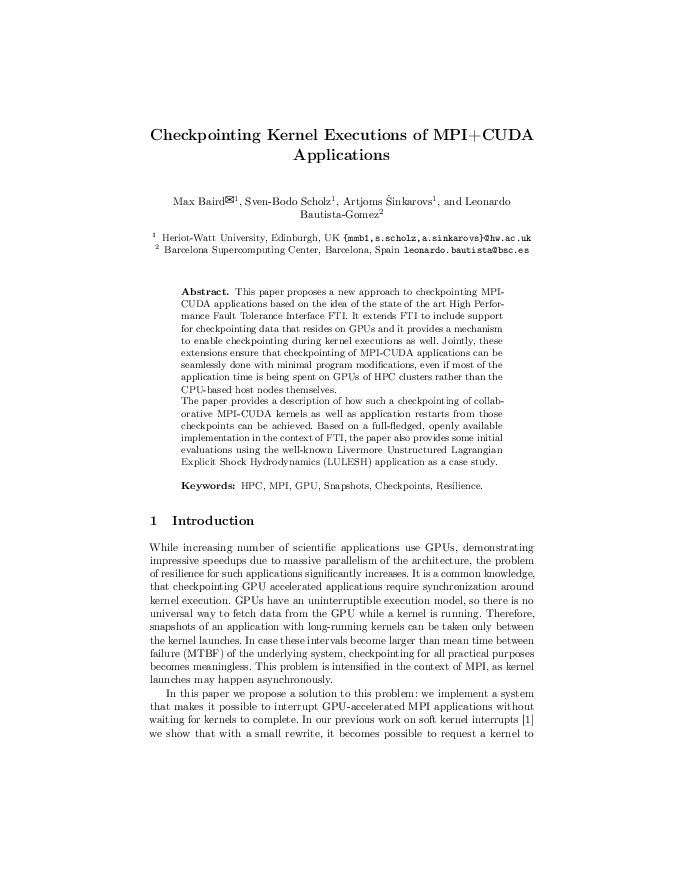 Checkpointing Kernel Executions of MPI+CUDA
Applications
Max Baird✉1, Sven-Bodo Scholz1, Artjoms Šinkarovs1, and Leonardo
Bautista-Gomez2
1 Heriot-Watt University, Edinburgh, UK {mmb1,s.scholz,a.sinkarovs}@hw.ac.uk
2 Barcelona Supercomputing Center, Barcelona, Spain leonardo.bautista@bsc.es
Abstract. This paper proposes a new approach to checkpointing MPI-
CUDA applications based on the idea of the state of the art High Perfor-
mance Fault Tolerance Interface FTI. It extends FTI to include support
for checkpointing data that resides on GPUs and it provides a mechanism
to enable checkpointing during kernel executions as well. Jointly, these
extensions ensure that checkpointing of MPI-CUDA applications can be
seamlessly done with minimal program modifications, even if most of the
application time is being spent on GPUs of HPC clusters rather than the
CPU-based host nodes themselves.
The paper provides a description of how such a checkpointing of collab-
orative MPI-CUDA kernels as well as application restarts from those
checkpoints can be achieved. Based on a full-fledged, openly available
implementation in the context of FTI, the paper also provides some initial
evaluations using the well-known Livermore Unstructured Lagrangian
Explicit Shock Hydrodynamics (LULESH) application as a case study.
Keywords: HPC, MPI, GPU, Snapshots, Checkpoints, Resilience.
1 Introduction
While increasing number of scientific applications use GPUs, demonstrating
impressive speedups due to massive parallelism of the architecture, the problem
of resilience for such applications significantly increases. It is a common knowledge,
that checkpointing GPU accelerated applications require synchronization around
kernel execution. GPUs have an uninterruptible execution model, so there is no
universal way to fetch data from the GPU while a kernel is running. Therefore,
snapshots of an application with long-running kernels can be taken only between
the kernel launches. In case these intervals become larger than mean time between
failure (MTBF) of the underlying system, checkpointing for all practical purposes
becomes meaningless. This problem is intensified in the context of MPI, as kernel
launches may happen asynchronously.
In this paper we propose a solution to this problem: we implement a system
that makes it possible to interrupt GPU-accelerated MPI applications without
waiting for kernels to complete. In our previous work on soft kernel interrupts [1]
we show that with a small rewrite, it becomes possible to request a kernel to